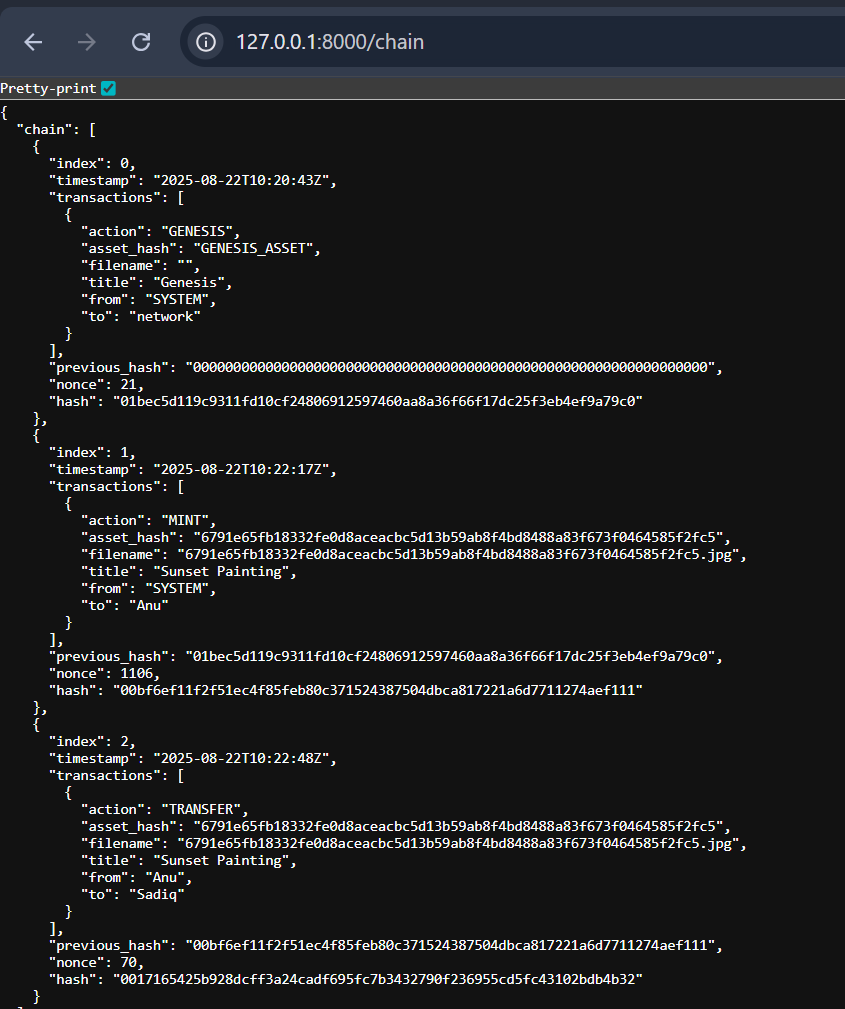 127.0.0.1:8000/chain
Pretty-print
{
  "chain": [
    {
      "index": 0,
      "timestamp": "2025-08-22T10:20:43Z",
      "transactions": [
        {
          "action": "GENESIS",
          "asset_hash": "GENESIS_ASSET",
          "filename": "",
          "title": "Genesis",
          "from": "SYSTEM",
          "to": "network"
        }
      ],
      "previous_hash": "0000000000000000000000000000000000000000000000000000000000000000",
      "nonce": 21,
      "hash": "01bec5d119c9311fd10cf24806912597460aa8a36f66f17dc25f3eb4ef9a79c0"
    },
    {
      "index": 1,
      "timestamp": "2025-08-22T10:22:17Z",
      "transactions": [
        {
          "action": "MINT",
          "asset_hash": "6791e65fb18332fe0d8aceacbc5d13b59ab8f4bd8488a83f673f0464585f2fc5",
          "filename": "6791e65fb18332fe0d8aceacbc5d13b59ab8f4bd8488a83f673f0464585f2fc5.jpg",
          "title": "Sunset Painting",
          "from": "SYSTEM",
          "to": "Anu"
        }
      ],
      "previous_hash": "01bec5d119c9311fd10cf24806912597460aa8a36f66f17dc25f3eb4ef9a79c0",
      "nonce": 1106,
      "hash": "00bf6ef11f2f51ec4f85feb80c371524387504dbca817221a6d7711274aef111"
    },
    {
      "index": 2,
      "timestamp": "2025-08-22T10:22:48Z",
      "transactions": [
        {
          "action": "TRANSFER",
          "asset_hash": "6791e65fb18332fe0d8aceacbc5d13b59ab8f4bd8488a83f673f0464585f2fc5",
          "filename": "6791e65fb18332fe0d8aceacbc5d13b59ab8f4bd8488a83f673f0464585f2fc5.jpg",
          "title": "Sunset Painting",
          "from": "Anu",
          "to": "Sadiq"
        }
      ],
      "previous_hash": "00bf6ef11f2f51ec4f85feb80c371524387504dbca817221a6d7711274aef111",
      "nonce": 70,
      "hash": "0017165425b928dcff3a24cadf695fc7b3432790f236955cd5fc43102bdb4b32"
    }